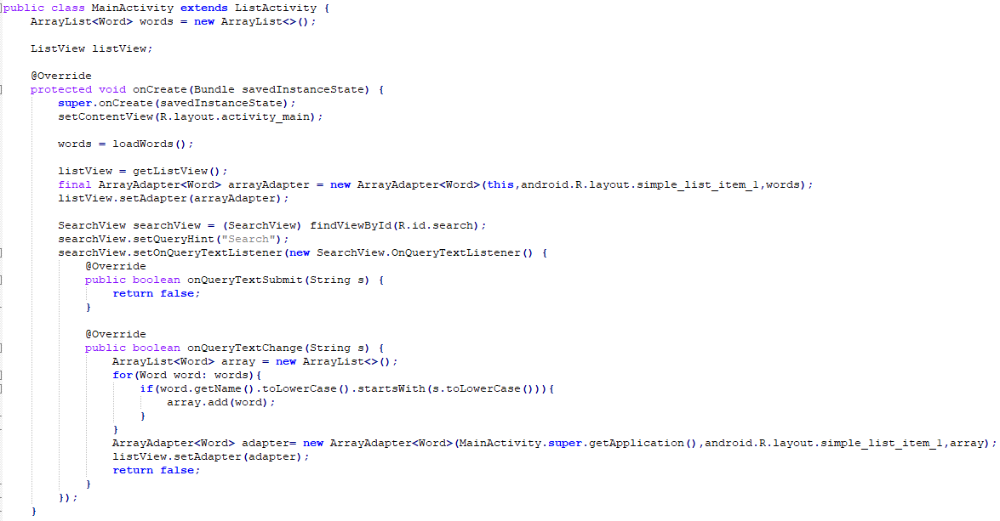 public class MainActivity extends ListActivity {
    ArrayList<Word> words = new ArrayList<>();

    ListView listView;

    @Override
    protected void onCreate(Bundle savedInstanceState) {
        super.onCreate(savedInstanceState);
        setContentView(R.layout.activity_main);

        words = loadWords();

        listView = getListView();
        final ArrayAdapter<Word> arrayAdapter = new ArrayAdapter<Word>(this,android.R.layout.simple_list_item_1,words);
        listView.setAdapter(arrayAdapter);

        SearchView searchView = (SearchView) findViewById(R.id.search);
        searchView.setQueryHint("Search");
        searchView.setOnQueryTextListener(new SearchView.OnQueryTextListener() {
            @Override
            public boolean onQueryTextSubmit(String s) {
                return false;
            }

            @Override
            public boolean onQueryTextChange(String s) {
                ArrayList<Word> array = new ArrayList<>();
                for(Word word: words){
                    if(word.getName().toLowerCase().startsWith(s.toLowerCase())){
                        array.add(word);
                    }
                }
                ArrayAdapter<Word> adapter= new ArrayAdapter<Word>(MainActivity.super.getApplication(),android.R.layout.simple_list_item_1,array);
                listView.setAdapter(adapter);
                return false;
            }
        });
    }